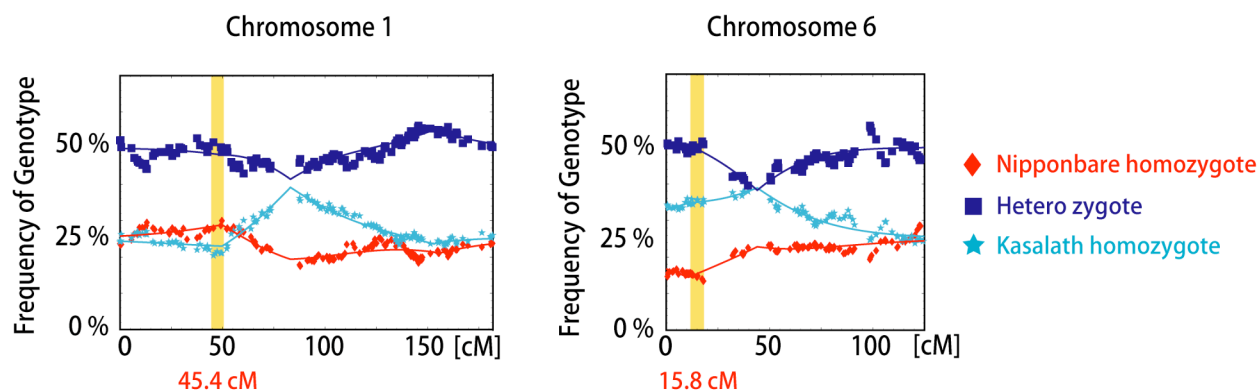 Chromosome 1
Frequency of Genotype
50 %
25 %
0 %
0 50 100 150 [cM]
45.4 cM
Chromosome 6
Frequency of Genotype
50 %
25 %
0 %
0 50 100 [cM]
15.8 cM
Nipponbare homozygote
Hetero zygote
Kasalath homozygote